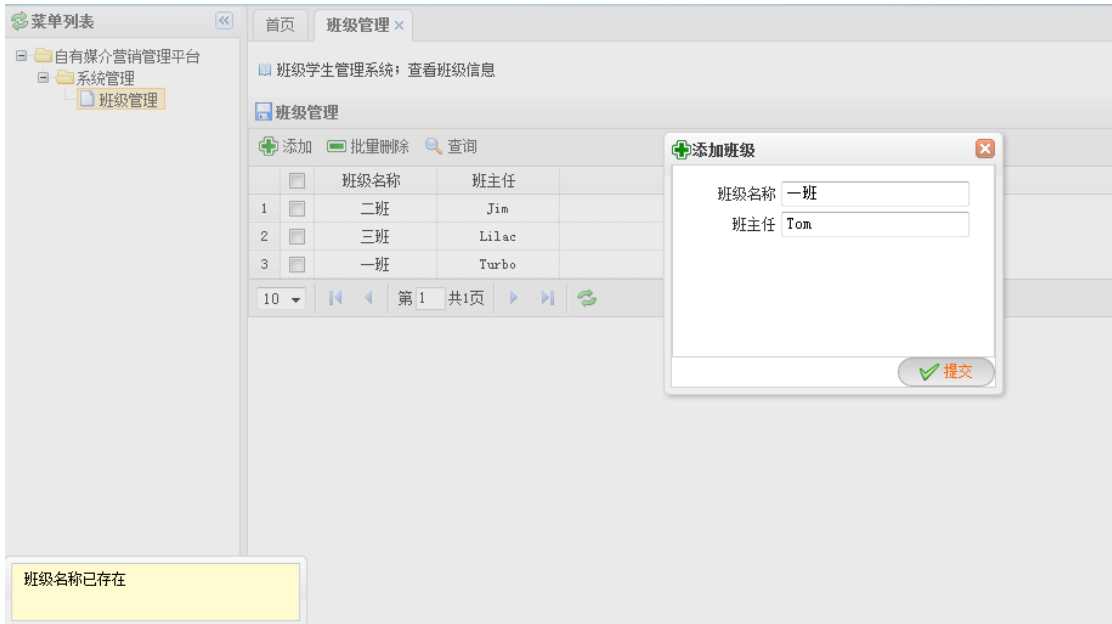 菜单列表
首页 班级管理
自有媒介营销管理平台
系统管理
班级管理
班级学生管理系统；查看班级信息
班级管理
添加 批量删除 查询
班级名称 班主任
1 二班 Jim
2 三班 Lilac
3 一班 Turbo
10 第 1 共1页
添加班级
班级名称 一班
班主任 Tom
提交
班级名称已存在